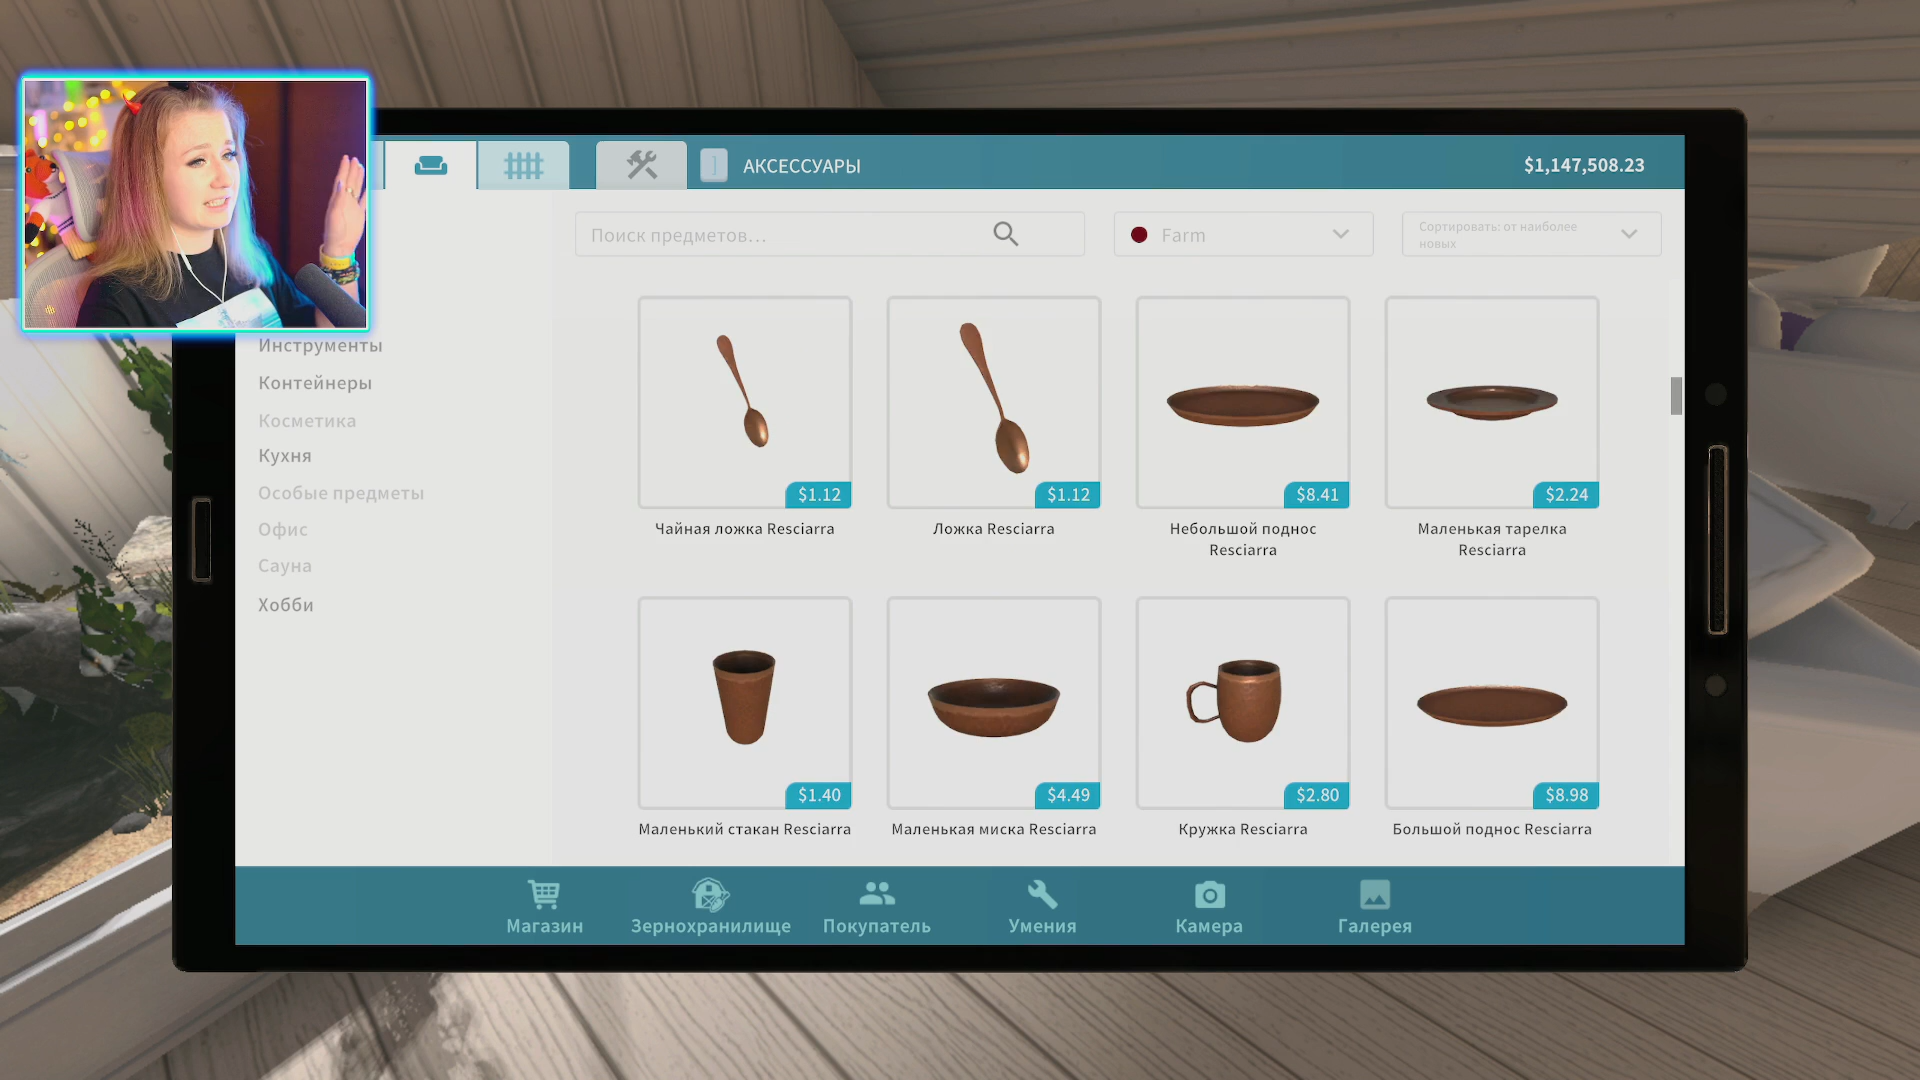 АКСЕССУАРЫ
$1,147,508.23
Поиск предметов...
Farm
Сортировать: от наиболее
новых
Инструменты
Контейнеры
Косметика
Кухня
Особые предметы
Офис
Сауна
Хобби
$1.12
$1.12
$8.41
$2.24
Чайная ложка Resciarra
Ложка Resciarra
Небольшой поднос
Resciarra
Маленькая тарелка
Resciarra
$1.40
$4.49
$2.80
$8.98
Маленький стакан Resciarra
Маленькая миска Resciarra
Кружка Resciarra
Большой поднос Resciarra
Магазин
Зернохранилище
Покупатель
Умения
Камера
Галерея